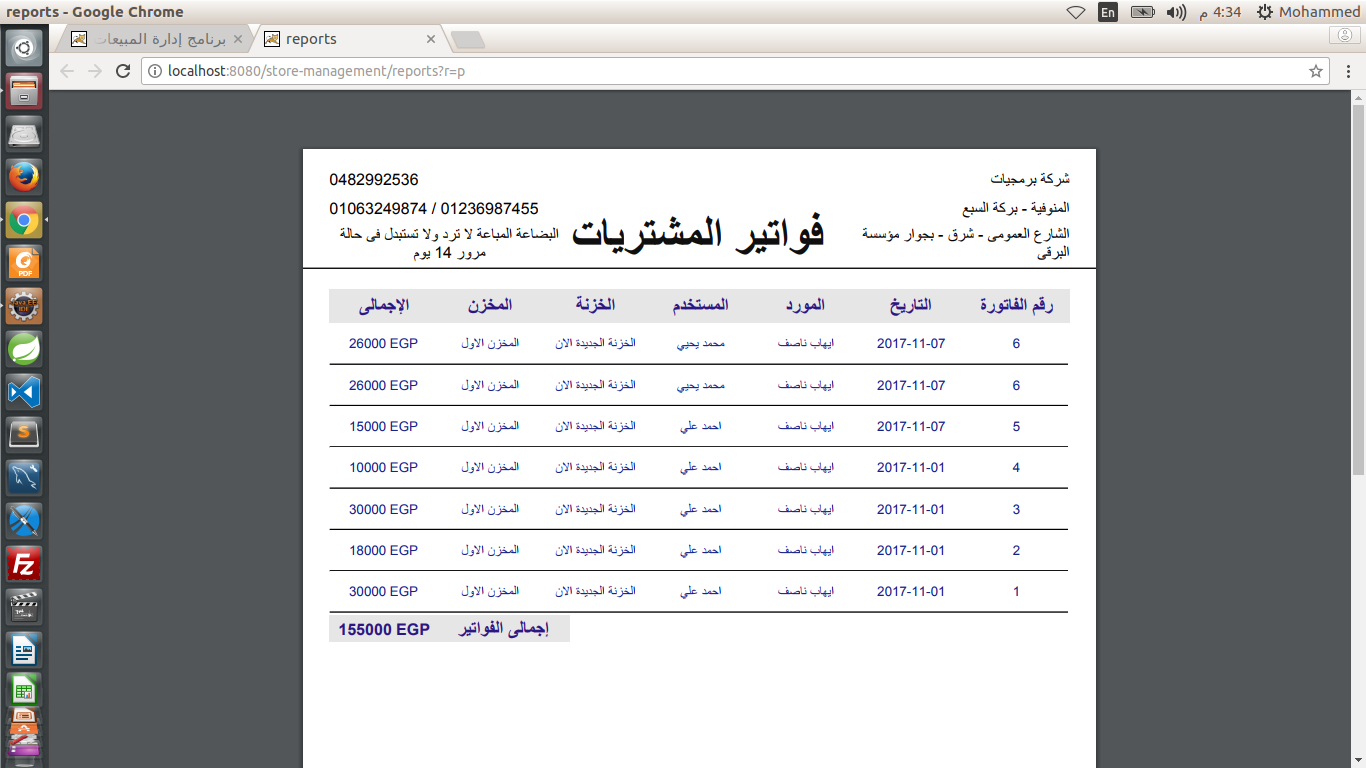 reports - Google Chrome
En
4:34 م
Mohammed
برنامج إدارة المبيعات
reports
localhost:8080/store-management/reports?r=p
شركة برمجيات
0482992536
المنوفية - بركة السبع
01063249874 / 01236987455
الشارع العمومى - شرق - بجوار مؤسسة
البرقى
فواتير المشتريات
البضاعة المباعة لا ترد ولا تستبدل فى حالة
مرور 14 يوم
رقم الفاتورة التاريخ المورد المستخدم الخزنة المخزن الإجمالى
6 2017-11-07 ايهاب ناصف محمد يحيي الخزنة الجديدة الان المخزن الاول 26000 EGP
6 2017-11-07 ايهاب ناصف محمد يحيي الخزنة الجديدة الان المخزن الاول 26000 EGP
5 2017-11-07 ايهاب ناصف احمد علي الخزنة الجديدة الان المخزن الاول 15000 EGP
4 2017-11-01 ايهاب ناصف احمد علي الخزنة الجديدة الان المخزن الاول 10000 EGP
3 2017-11-01 ايهاب ناصف احمد علي الخزنة الجديدة الان المخزن الاول 30000 EGP
2 2017-11-01 ايهاب ناصف احمد علي الخزنة الجديدة الان المخزن الاول 18000 EGP
1 2017-11-01 ايهاب ناصف احمد علي الخزنة الجديدة الان المخزن الاول 30000 EGP
إجمالى الفواتير 155000 EGP